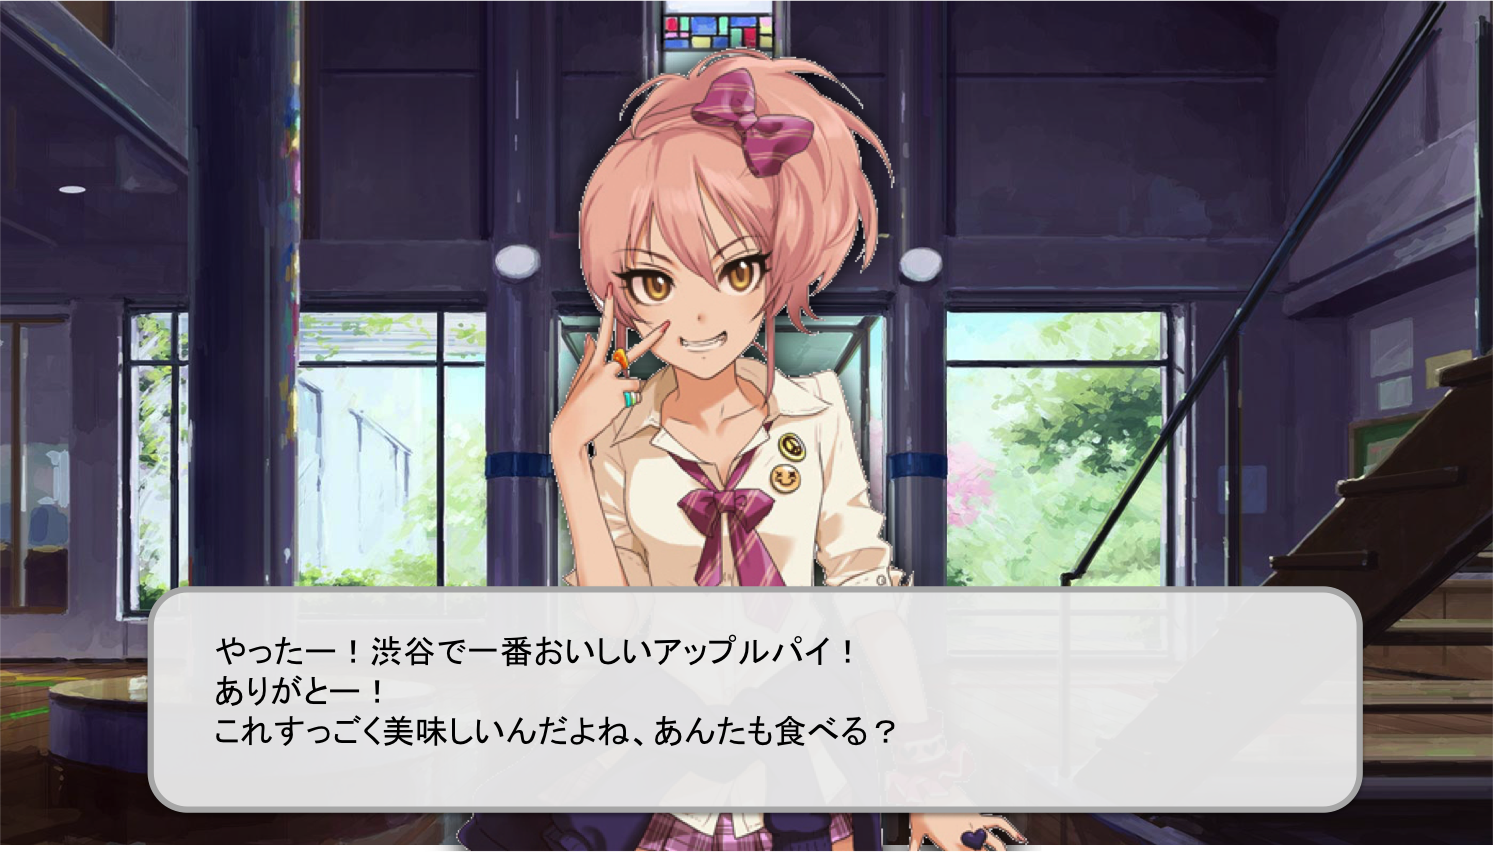 やったー！渋谷で一番おいしいアップルパイ！
ありがとー！
これすっごく美味しいんだよね、あんたも食べる？